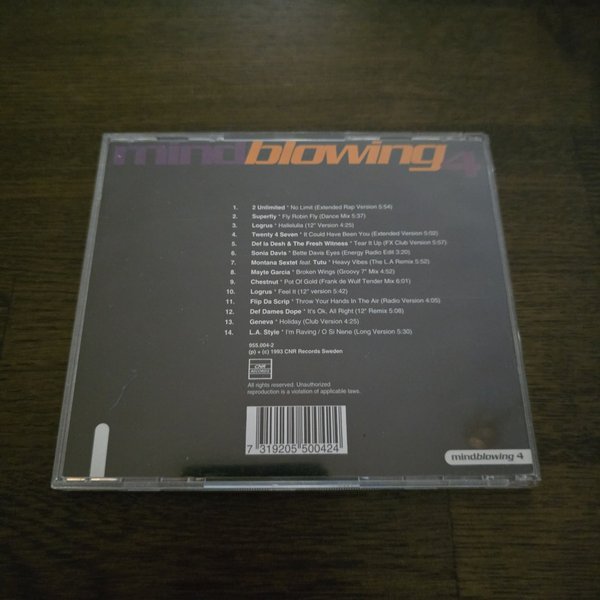 mindblowing 4
1. 2 Unlimited * No Limit (Extended Rap Version 5:54)
2. Superfly * Fly Robin Fly (Dance Mix 5:37)
3. Logrus * Hallelulia (12" Version 4:25)
4. Twenty 4 Seven * It Could Have Been You (Extended Version 5:02)
5. Def la Desh & The Fresh Witness * Tear It Up (FX Club Version 5:57)
6. Sonia Davis * Bette Davis Eyes (Energy Radio Edit 3:20)
7. Montana Sextet feat. Tutu * Heavy Vibes (The L.A Remix 5:52)
8. Mayte Garcia * Broken Wings (Groovy 7" Mix 4:52)
9. Chestnut * Pot Of Gold (Frank de Wulf Tender Mix 6:01)
10. Logrus * Feel It (12" version 5:42)
11. Flip Da Scrip * Throw Your Hands In The Air (Radio Version 4:05)
12. Def Dames Dope * It's Ok, All Right (12" Remix 5:08)
13. Geneva * Holiday (Club Version 4:25)
14. L.A. Style * I'm Raving / O Si Nene (Long Version 5:30)
955.004-2
(p) + (c) 1993 CNR Records Sweden
CNR
RECORDS
All rights reserved. Unauthorized
reproduction is a violation of applicable laws.
7 319205 500424
mindblowing 4